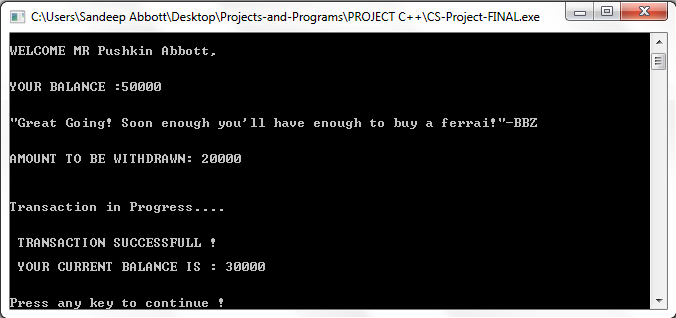 C:\Users\Sandeep Abbott\Desktop\Projects-and-Programs\PROJECT C++\CS-Project-FINAL.exe
WELCOME MR Pushkin Abbott,
YOUR BALANCE :50000
"Great Going! Soon enough you'll have enough to buy a ferrai!"-BBZ
AMOUNT TO BE WITHDRAWN: 20000
Transaction in Progress....
TRANSACTION SUCCESSFULL !
YOUR CURRENT BALANCE IS : 30000
Press any key to continue !